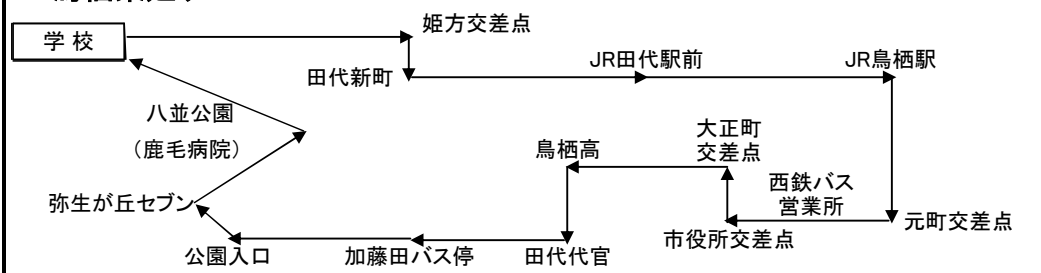 学 校
姫方交差点
田代新町
JR田代駅前
JR鳥栖駅
八並公園
（鹿毛病院）
大正町
交差点
鳥栖高
西鉄バス
営業所
弥生が丘セブン
元町交差点
市役所交差点
公園入口
加藤田バス停
田代代官